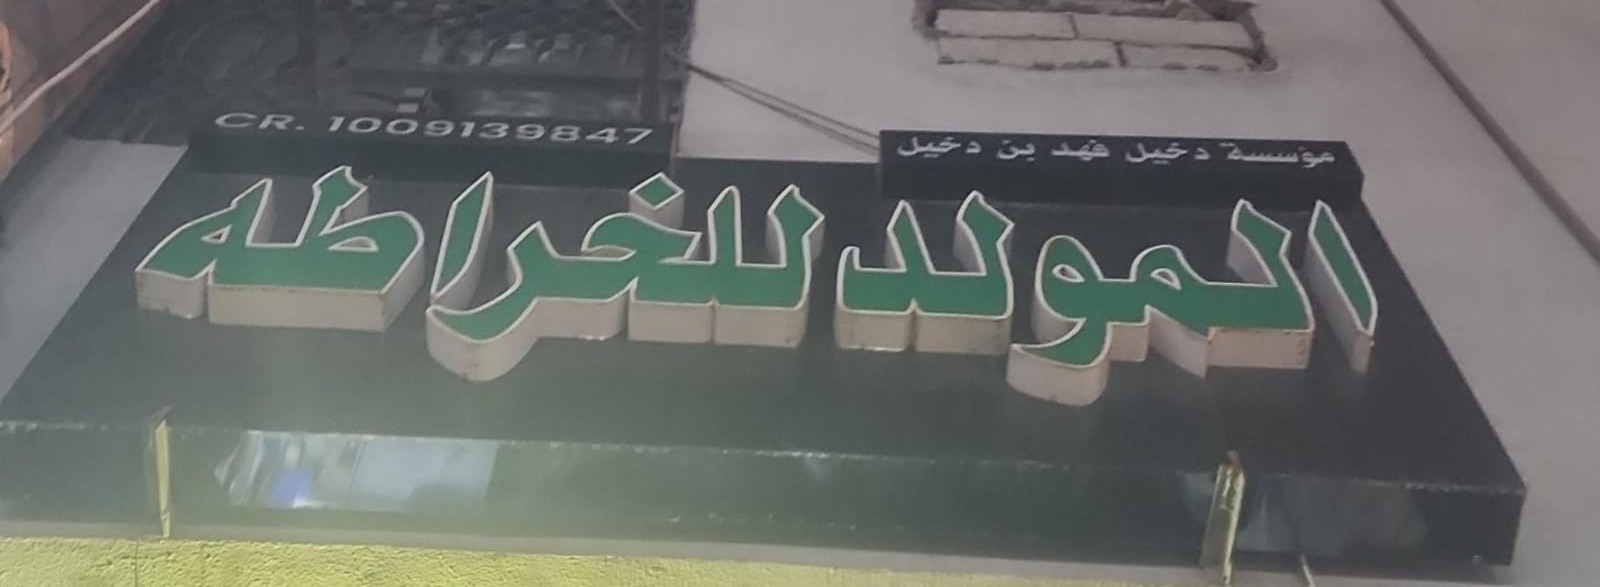 مؤسسة دخيل فهد بن دخيل
CR. 1009139847
المولد للخراطه